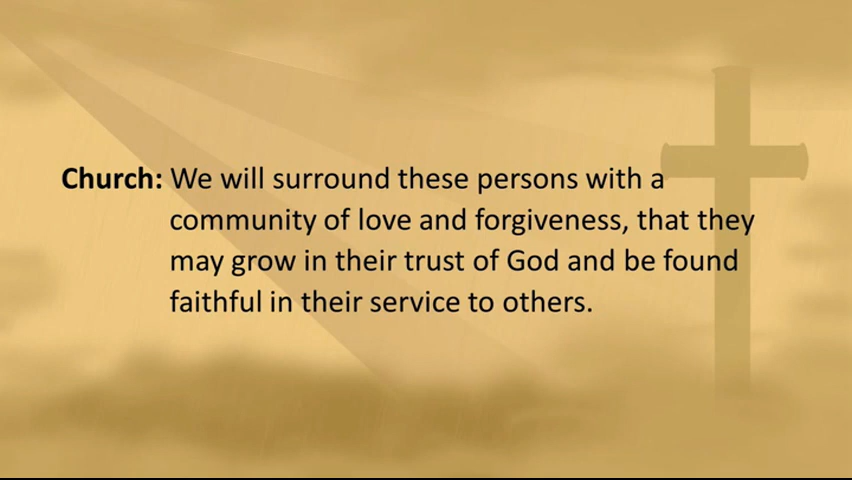 Church: We will surround these persons with a
community of love and forgiveness, that they
may grow in their trust of God and be found
faithful in their service to others.